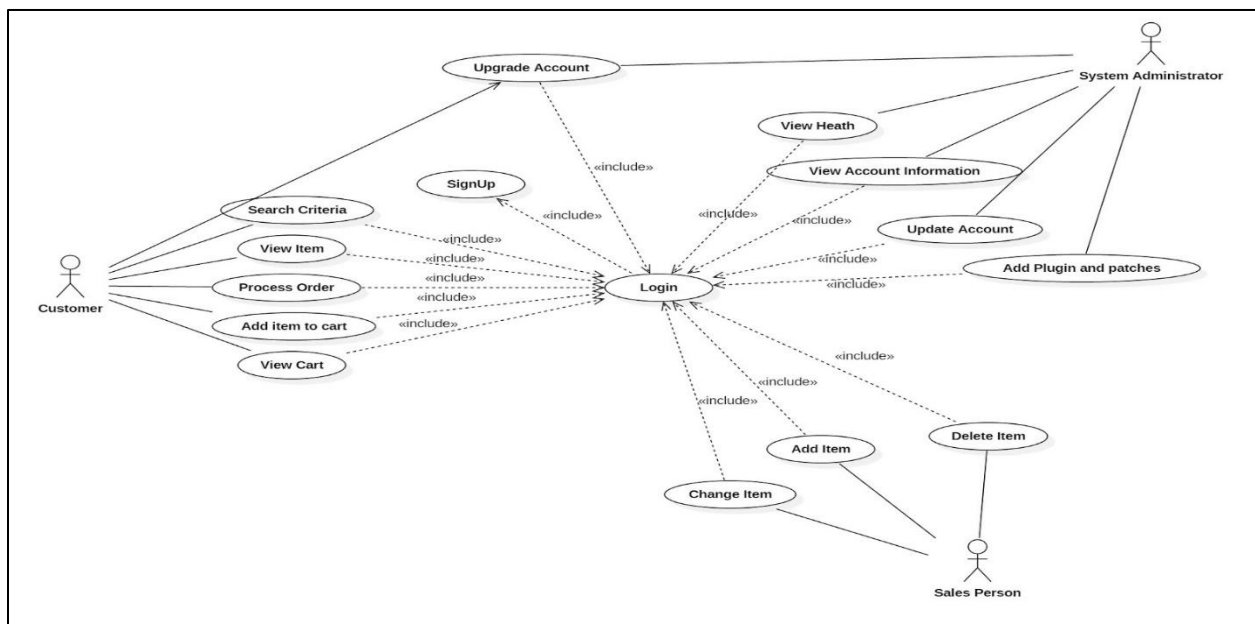 Upgrade Account
System Administrator
View Heath
«include»
View Account Information
SignUp
«include»
«include»
«include»
Search Criteria
Update Account
«include»
View Item
«include»
«include»
Add Plugin and patches
«include»
Process Order
Login
Customer
«include»
Add item to cart
«include»
View Cart
«include»
«include»
«include»
Delete Item
Add Item
Change Item
Sales Person